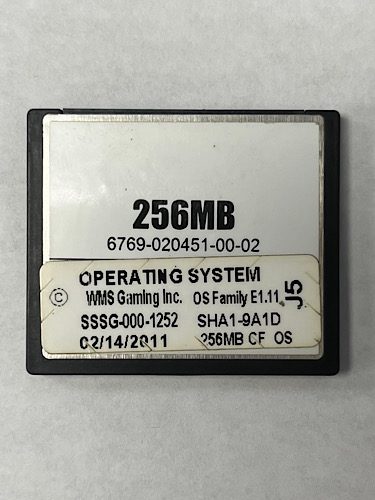 256MB
6769-020451-00-02
OPERATING SYSTEM
© WMS Gaming Inc. OS Family E1.11
SSSG-000-1252 SHA1-9A1D
02/14/2011 256MB CF OS
J5